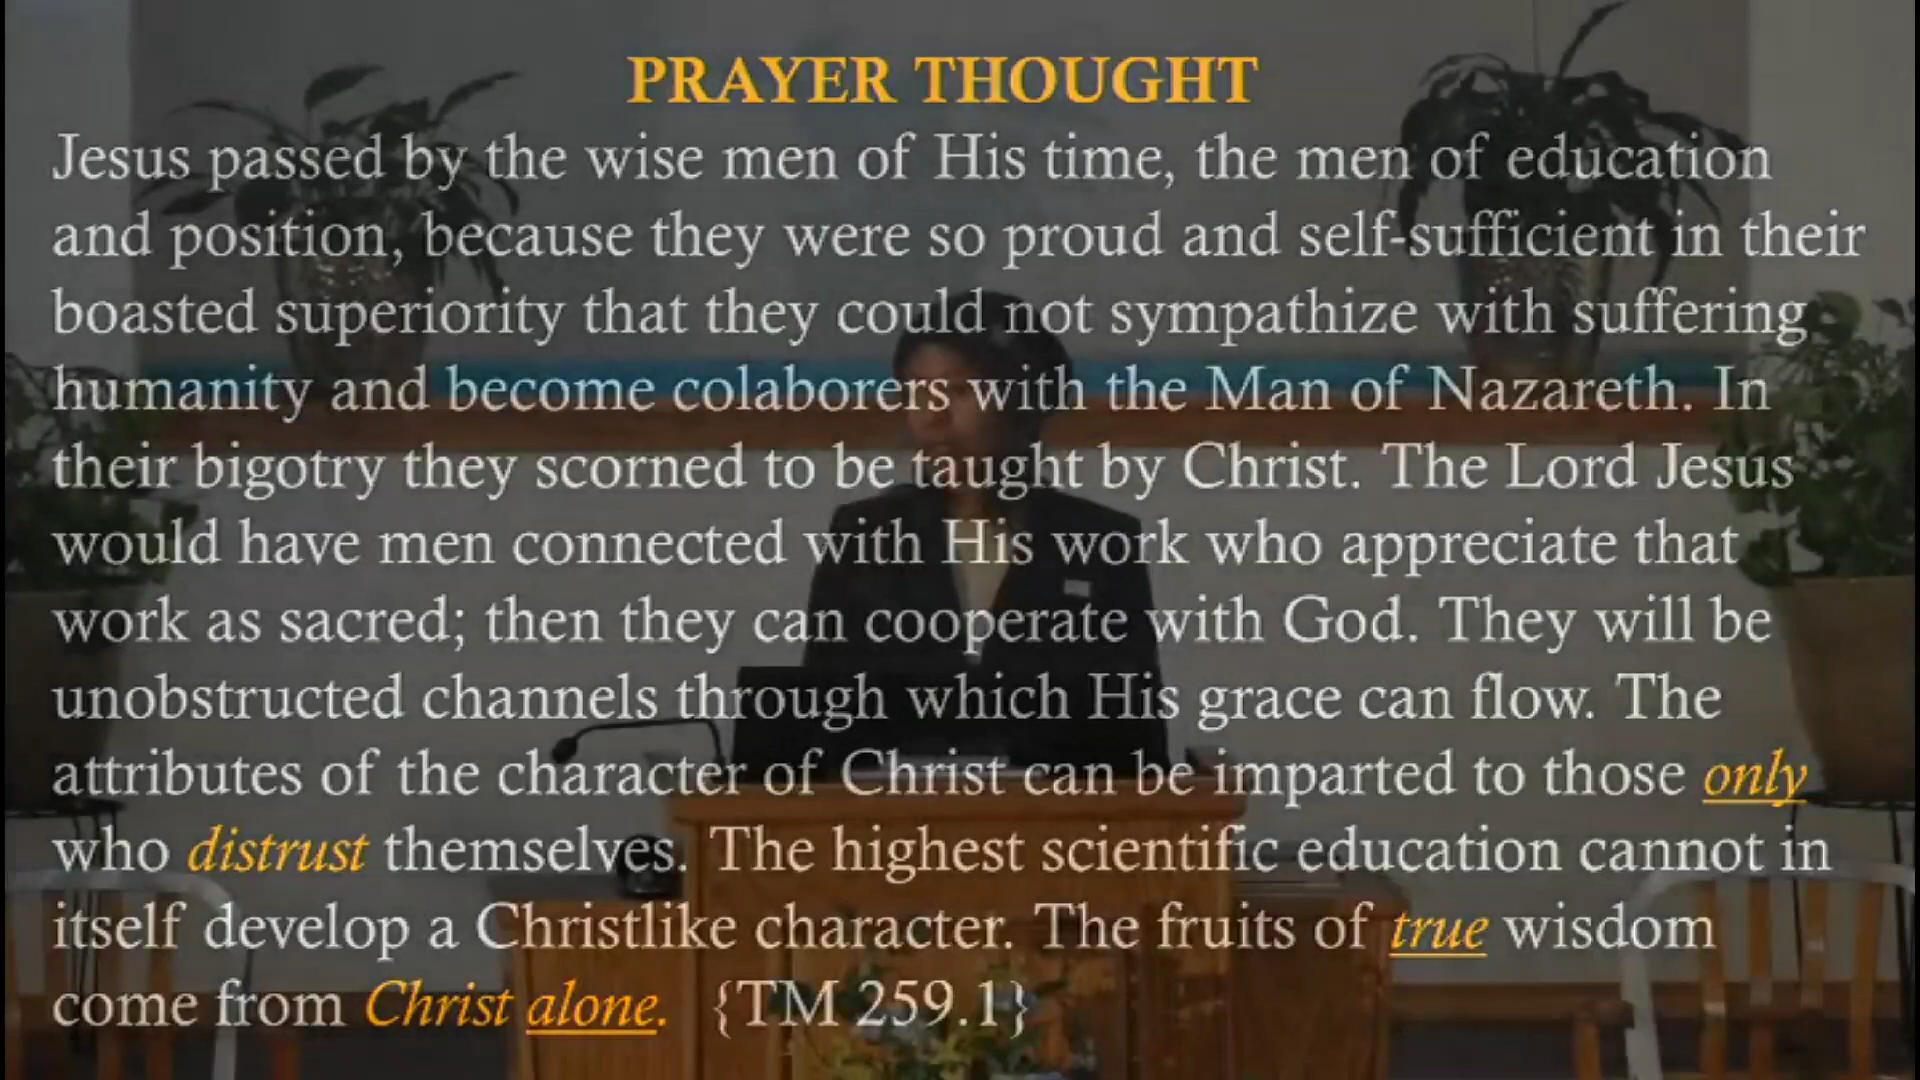 PRAYER THOUGHT
Jesus passed by the wise men of His time, the men of education
and position, because they were so proud and self-sufficient in their
boasted superiority that they could not sympathize with suffering
humanity and become colaborers with the Man of Nazareth. In
their bigotry they scorned to be taught by Christ. The Lord Jesus
would have men connected with His work who appreciate that
work as sacred; then they can cooperate with God. They will be
unobstructed channels through which His grace can flow. The
attributes of the character of Christ can be imparted to those only
who distrust themselves. The highest scientific education cannot in
itself develop a Christlike character. The fruits of true wisdom
come from Christ alone. {TM 259.1}